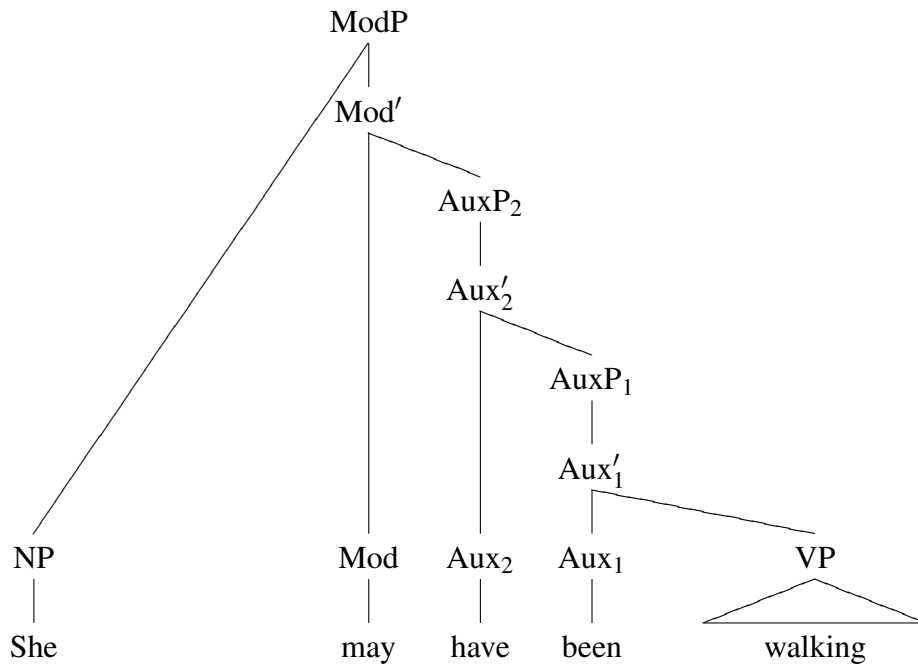 ModP
Mod′
AuxP₂
Aux′₂
AuxP₁
Aux′₁
NP Mod Aux₂ Aux₁ VP
She may have been walking